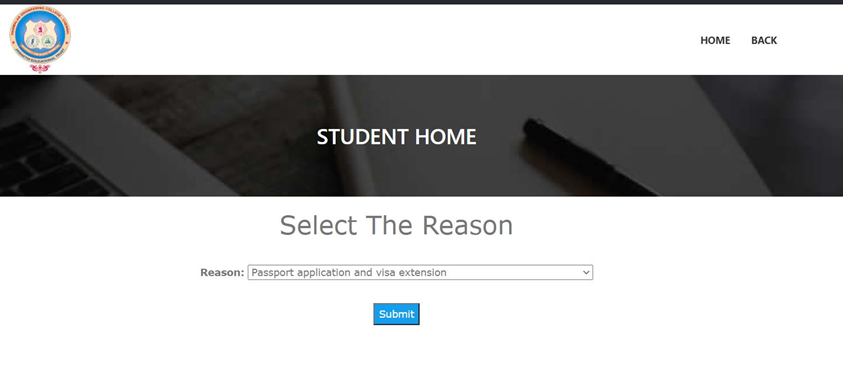 HOME BACK
STUDENT HOME
Select The Reason
Reason: Passport application and visa extension
Submit